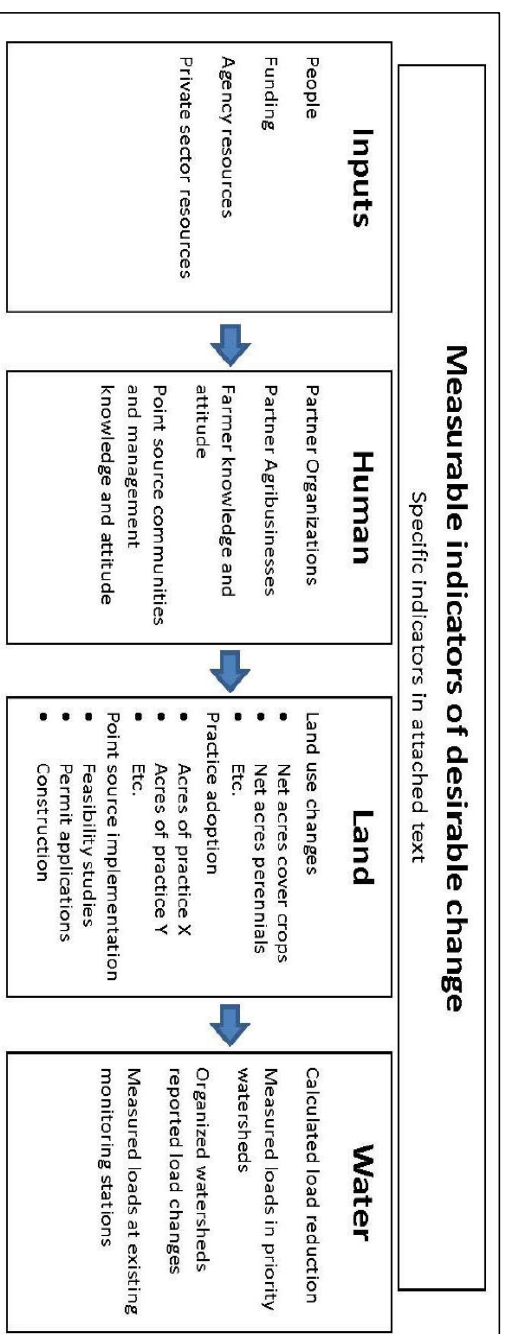 Measurable indicators of desirable change
Specific indicators in attached text
Inputs
People
Funding
Agency resources
Private sector resources
Human
Partner Organizations
Partner Agribusinesses
Farmer knowledge and
attitude
Point source communities
and management
knowledge and attitude
Land
Land use changes
• Net acres cover crops
• Net acres perennials
• Etc.
Practice adoption
• Acres of practice X
• Acres of practice Y
• Etc.
Point source implementation
• Feasibility studies
• Permit applications
• Construction
Water
Calculated load reduction
Measured loads in priority
watersheds
Organized watersheds
reported load changes
Measured loads at existing
monitoring stations